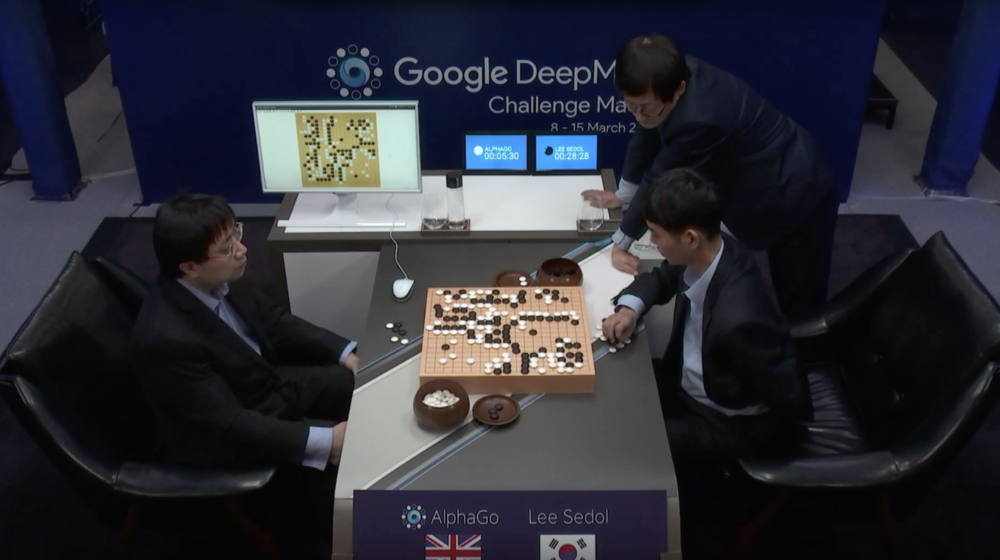 Google DeepM
Challenge Ma
8 - 15 March 2
ALPHAGO
00:05:30
LEE SEDOL
00:28:28
AlphaGo
Lee Sedol